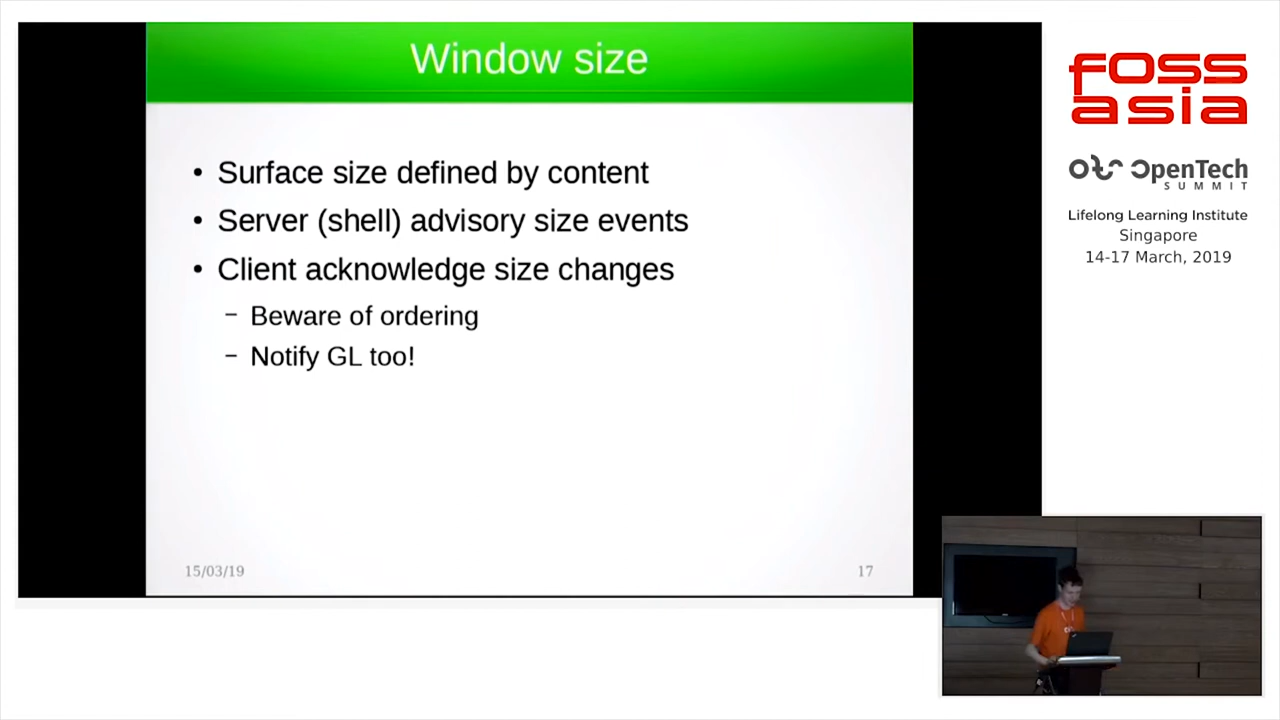 Window size
• Surface size defined by content
• Server (shell) advisory size events
• Client acknowledge size changes
– Beware of ordering
– Notify GL too!
15/03/19
17
fOSS
asia
OpenTech
SUMMIT
Lifelong Learning Institute
Singapore
14-17 March, 2019